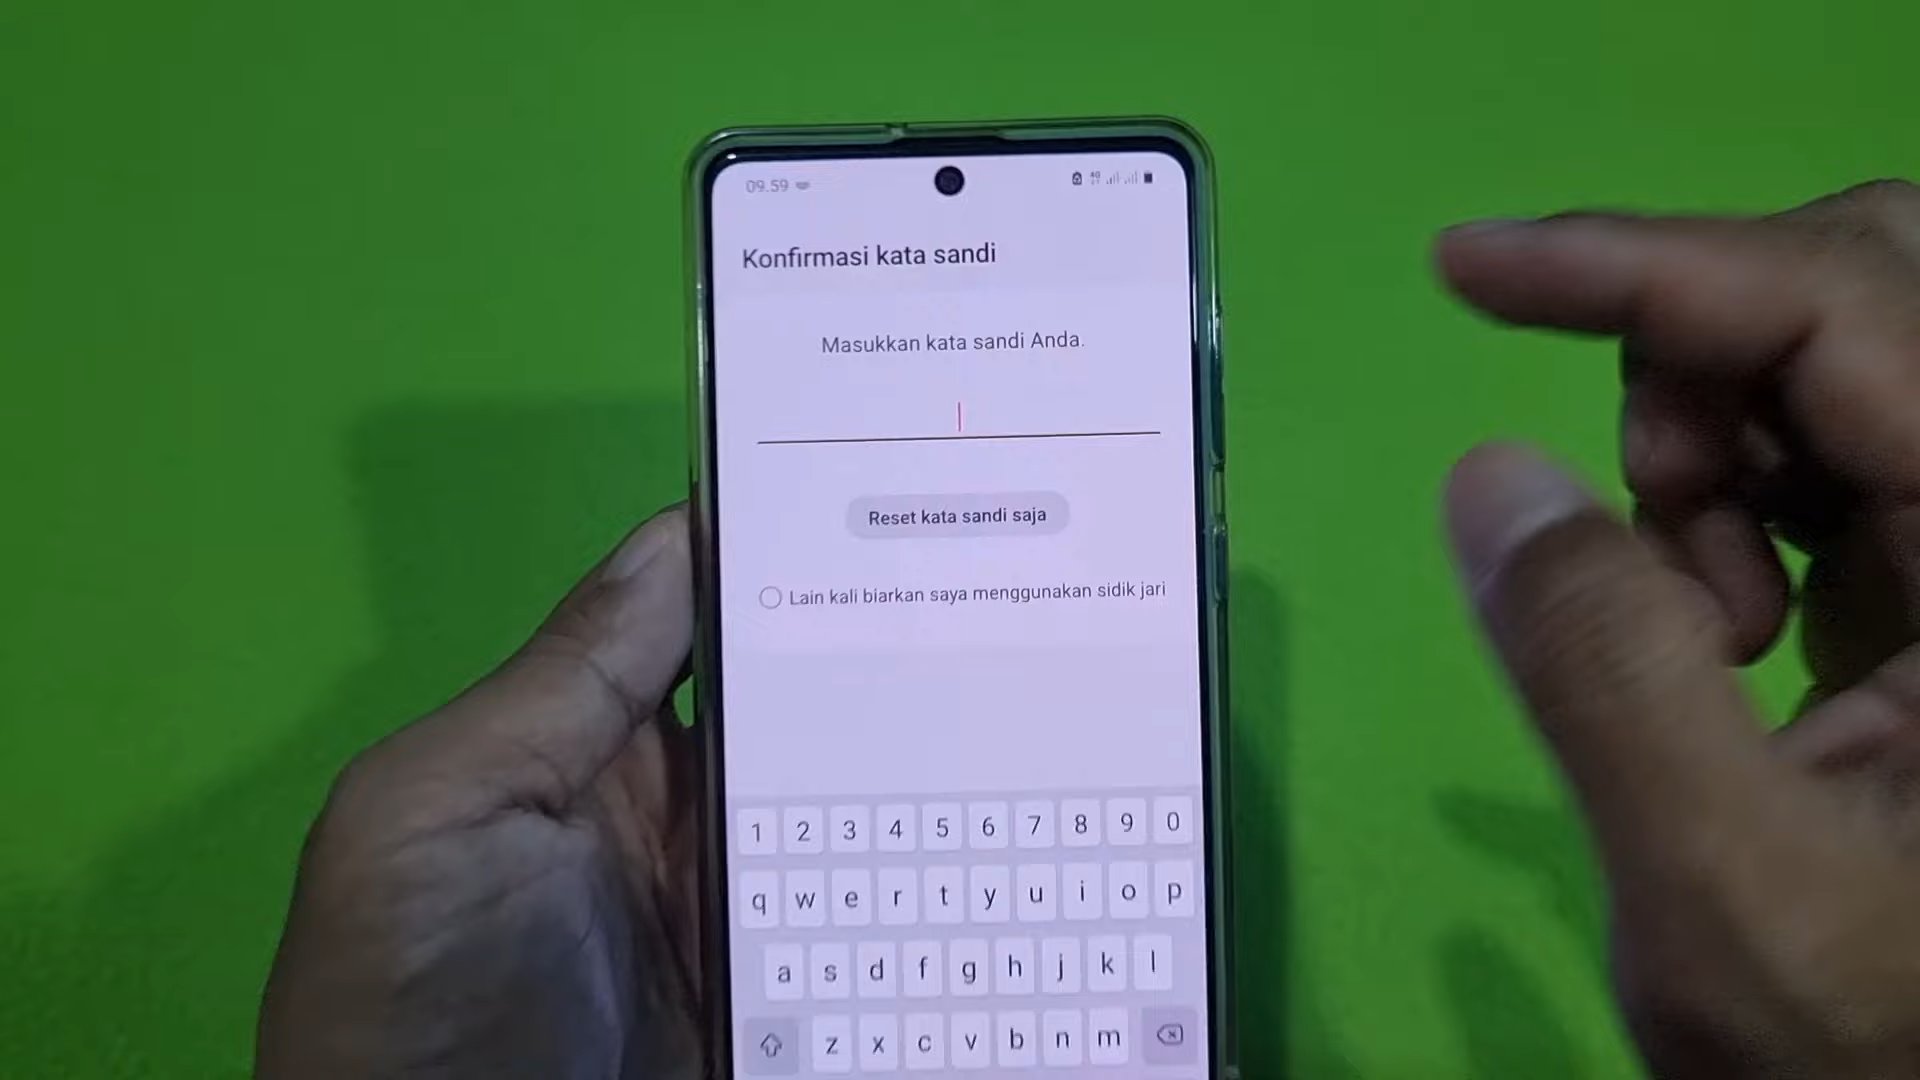 09.59
4G
Konfirmasi kata sandi
Masukkan kata sandi Anda.
Reset kata sandi saja
Lain kali biarkan saya menggunakan sidik jari
1 2 3 4 5 6 7 8 9 0
q w e r t y u i o p
a s d f g h j k l
z x c v b n m